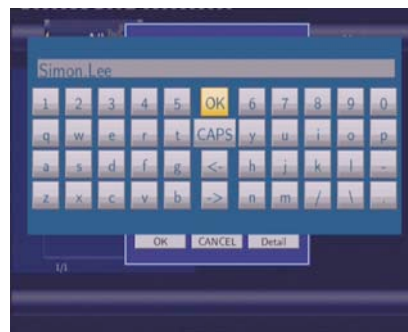 Simon.Lee
1 2 3 4 5 OK 6 7 8 9 0
q w e r t CAPS y u i o p
a s d f g <- h j k l -
z x c v b -> n m / \ .
OK CANCEL Detail
1/1